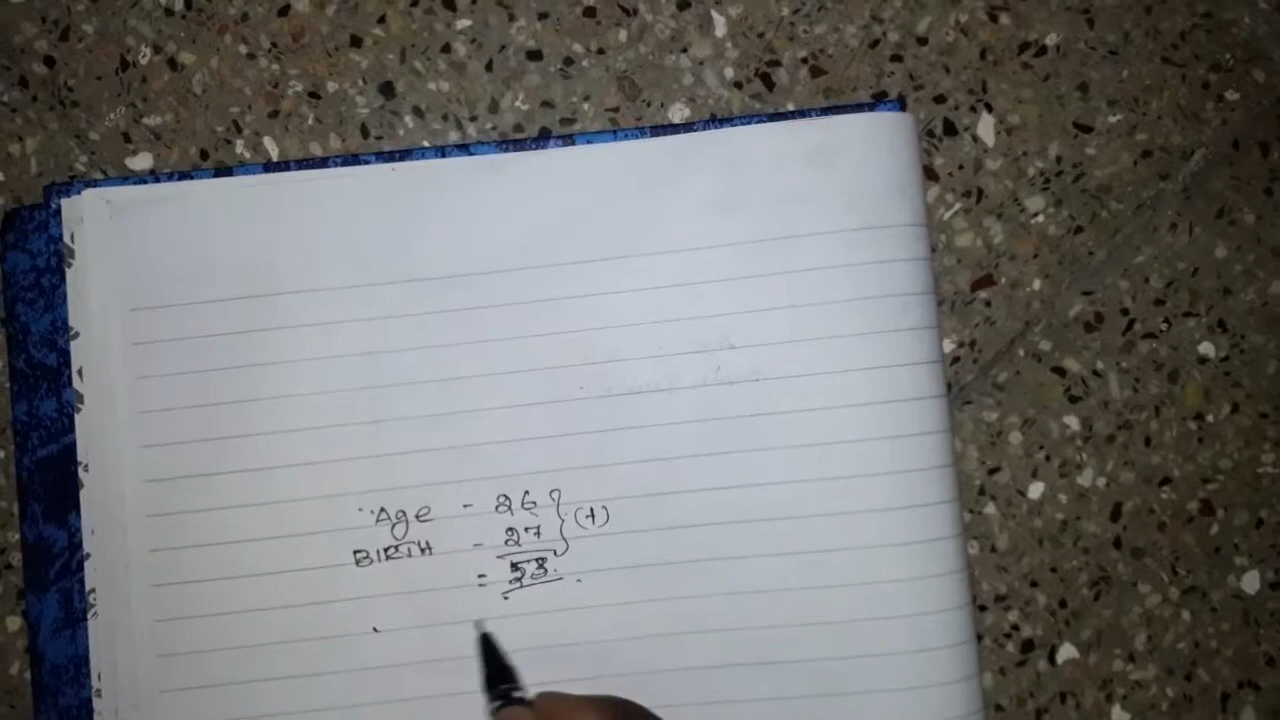 Age - 26 } (+)
BIRTH - 27
= 53.